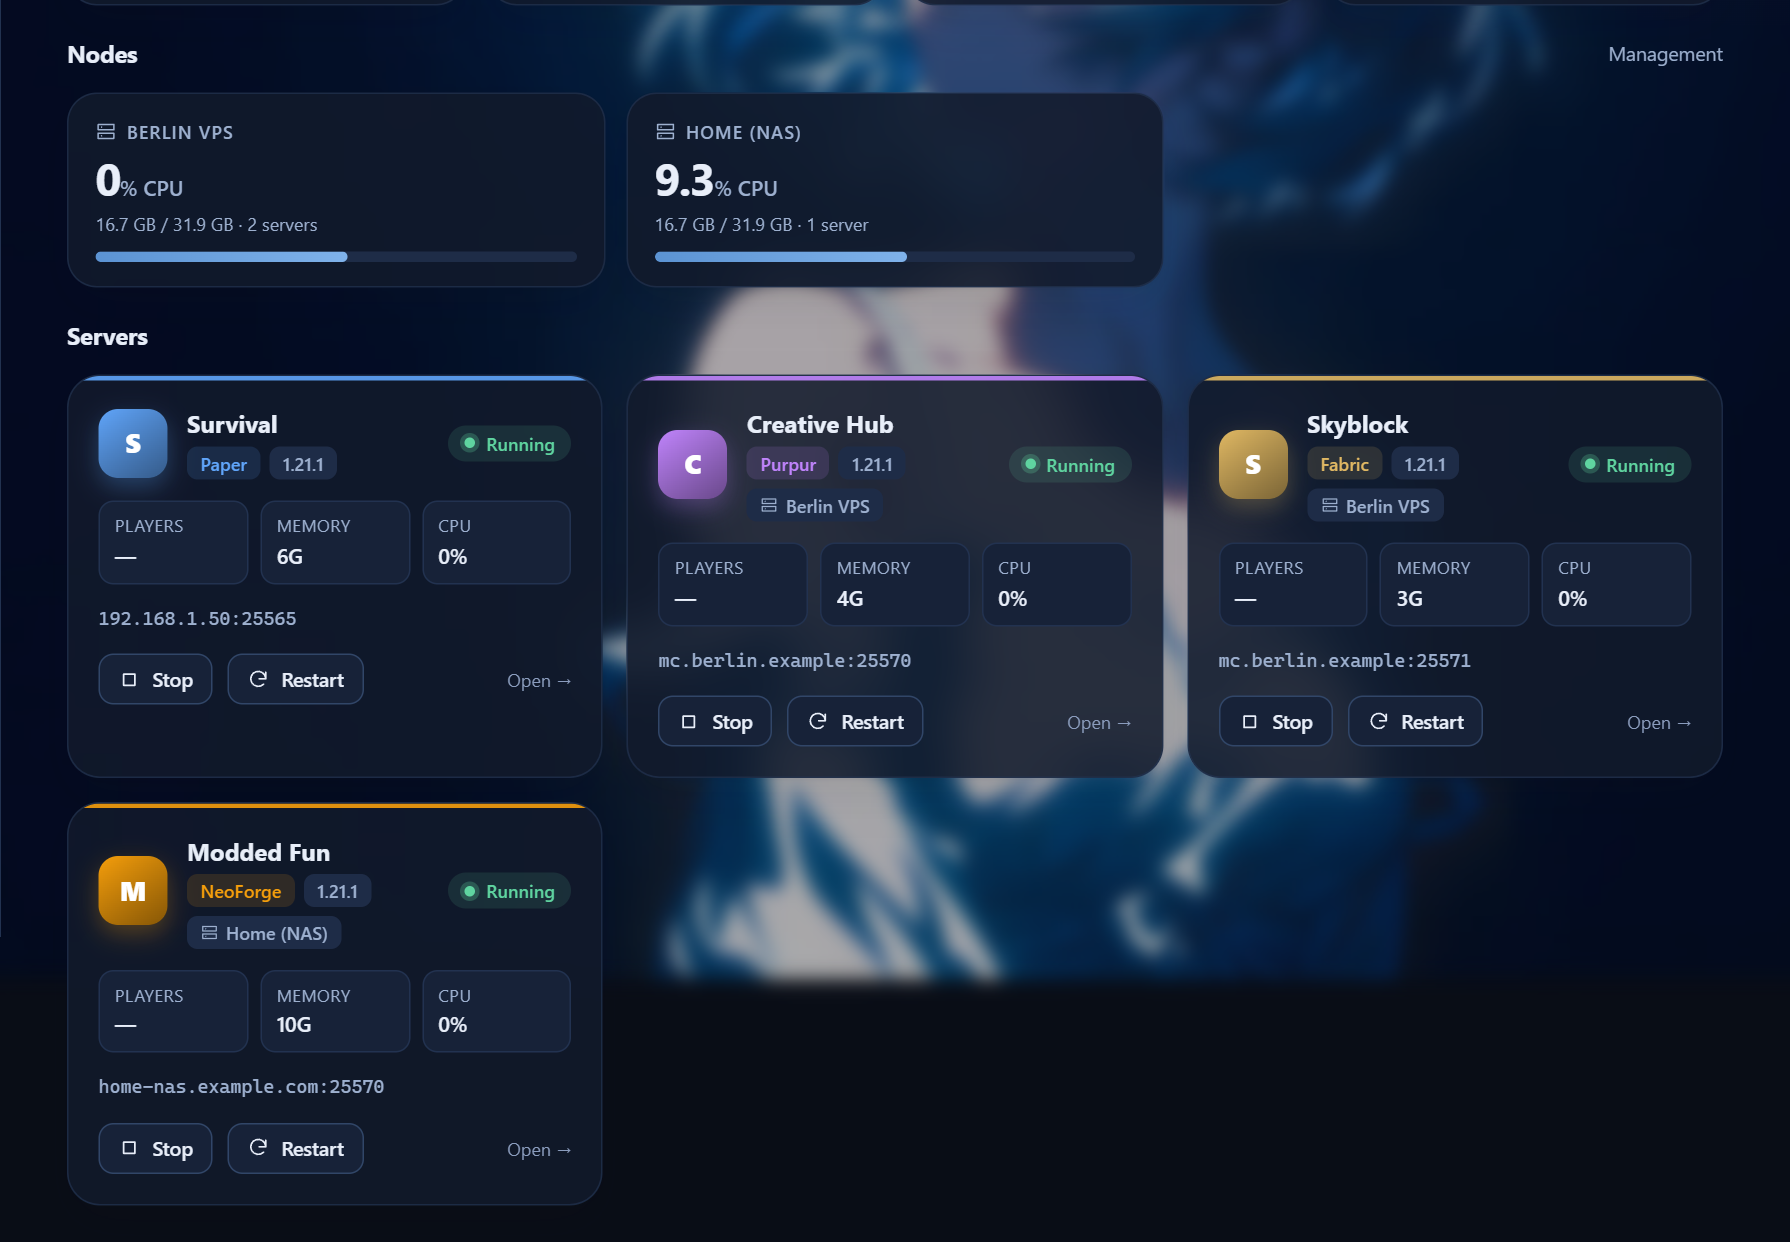 Nodes
Management
BERLIN VPS
0% CPU
16.7 GB / 31.9 GB · 2 servers
HOME (NAS)
9.3% CPU
16.7 GB / 31.9 GB · 1 server
Servers
S
Survival
Paper 1.21.1
Running
PLAYERS MEMORY CPU
— 6G 0%
192.168.1.50:25565
Stop Restart Open →
C
Creative Hub
Purpur 1.21.1
Running
Berlin VPS
PLAYERS MEMORY CPU
— 4G 0%
mc.berlin.example:25570
Stop Restart Open →
S
Skyblock
Fabric 1.21.1
Running
Berlin VPS
PLAYERS MEMORY CPU
— 3G 0%
mc.berlin.example:25571
Stop Restart Open →
M
Modded Fun
NeoForge 1.21.1
Running
Home (NAS)
PLAYERS MEMORY CPU
— 10G 0%
home-nas.example.com:25570
Stop Restart Open →